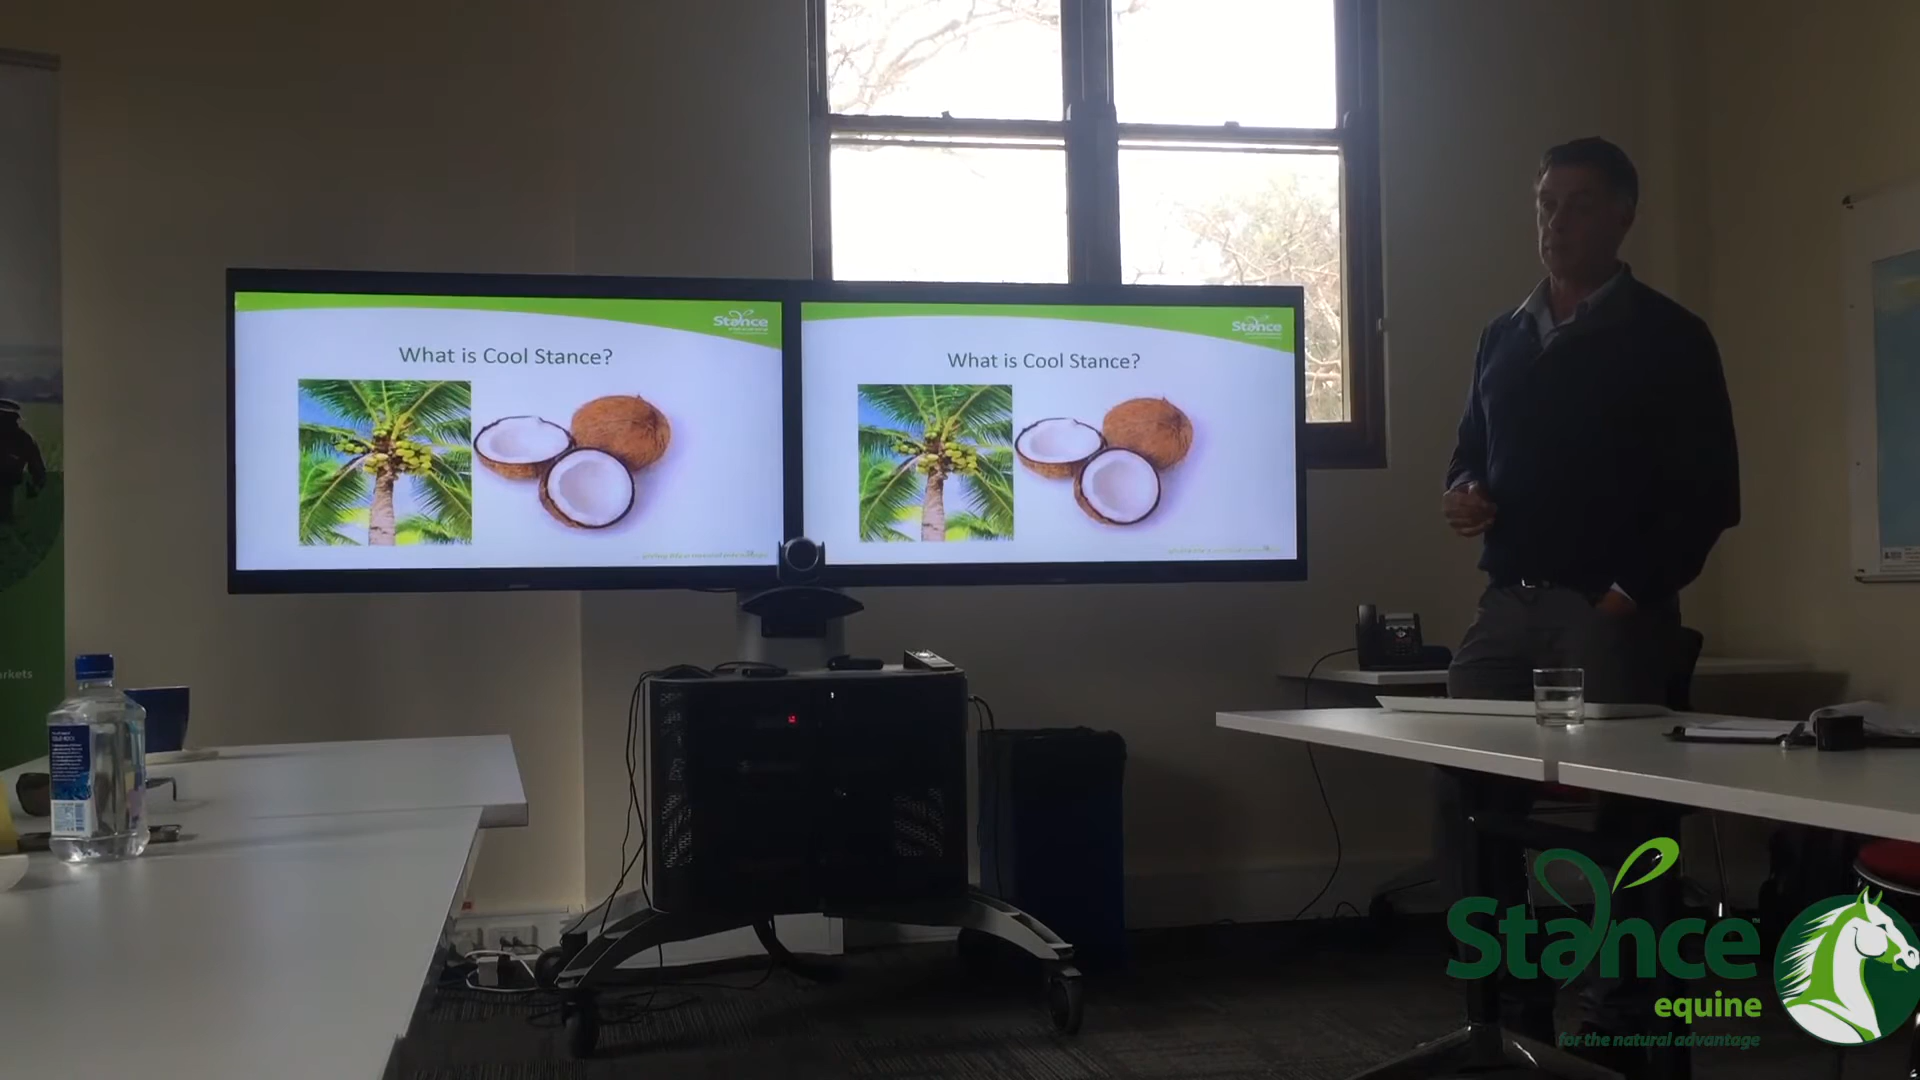 Stance
What is Cool Stance?
Stance
What is Cool Stance?
arkets
Stance
equine
for the natural advantage